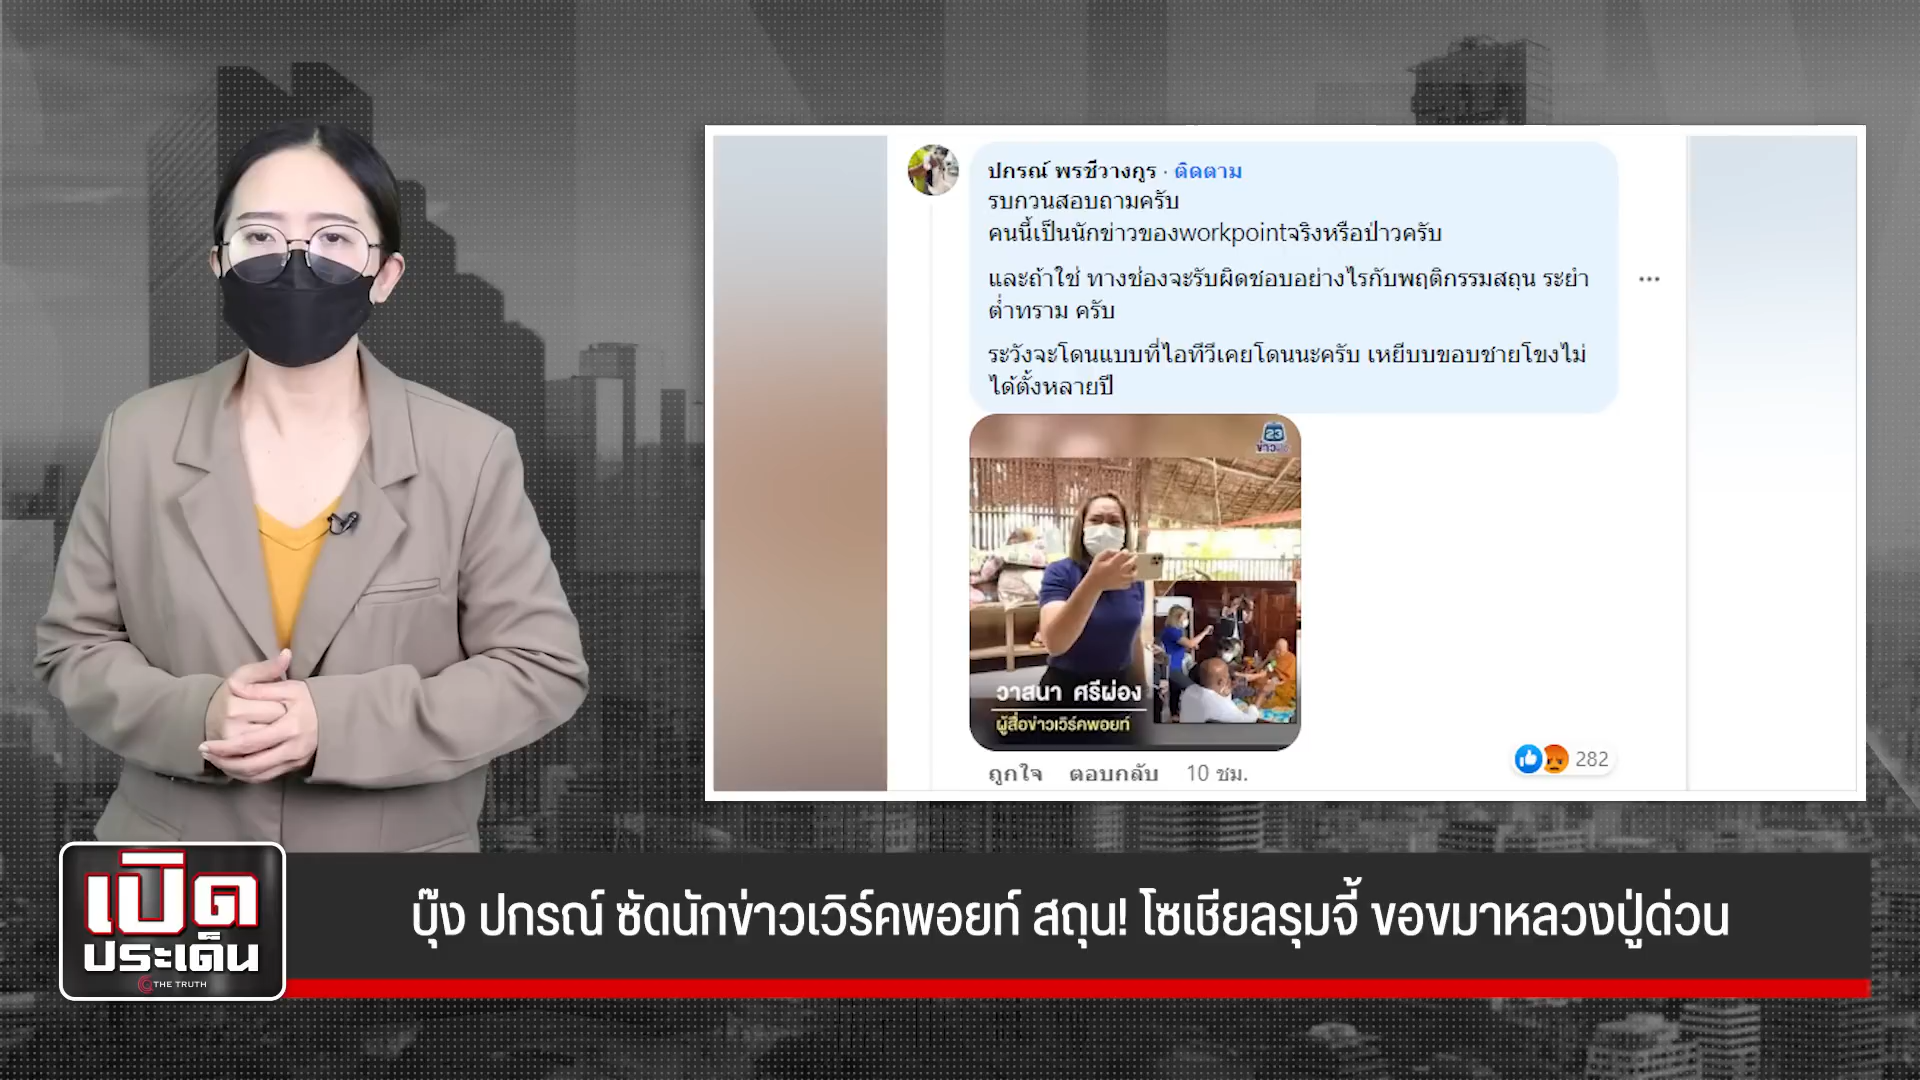 ปกรณ์ พรชีวางกูร · ติดตาม
รบกวนสอบถามครับ
คนนี้เป็นนักข่าวของworkpointจริงหรือป่าวครับ
และถ้าใช่ ทางช่องจะรับผิดชอบอย่างไรกับพฤติกรรมสถุน ระยำ
ต่ำทราม ครับ
ระวังจะโดนแบบที่ไอทีวีเคยโดนนะครับ เหยีบบขอบชายโขงไม่
ได้ตั้งหลายปี
23
ข่าว
วาสนา ศรีผ่อง
ผู้สื่อข่าวเวิร์คพอยท์
ถูกใจ ตอบกลับ 10 ชม.
282
เปิด
ประเด็น
THE TRUTH
บุ๊ง ปกรณ์ ซัดนักข่าวเวิร์คพอยท์ สถุน! โซเชียลรุมจี้ ขอขมาหลวงปู่ด่วน